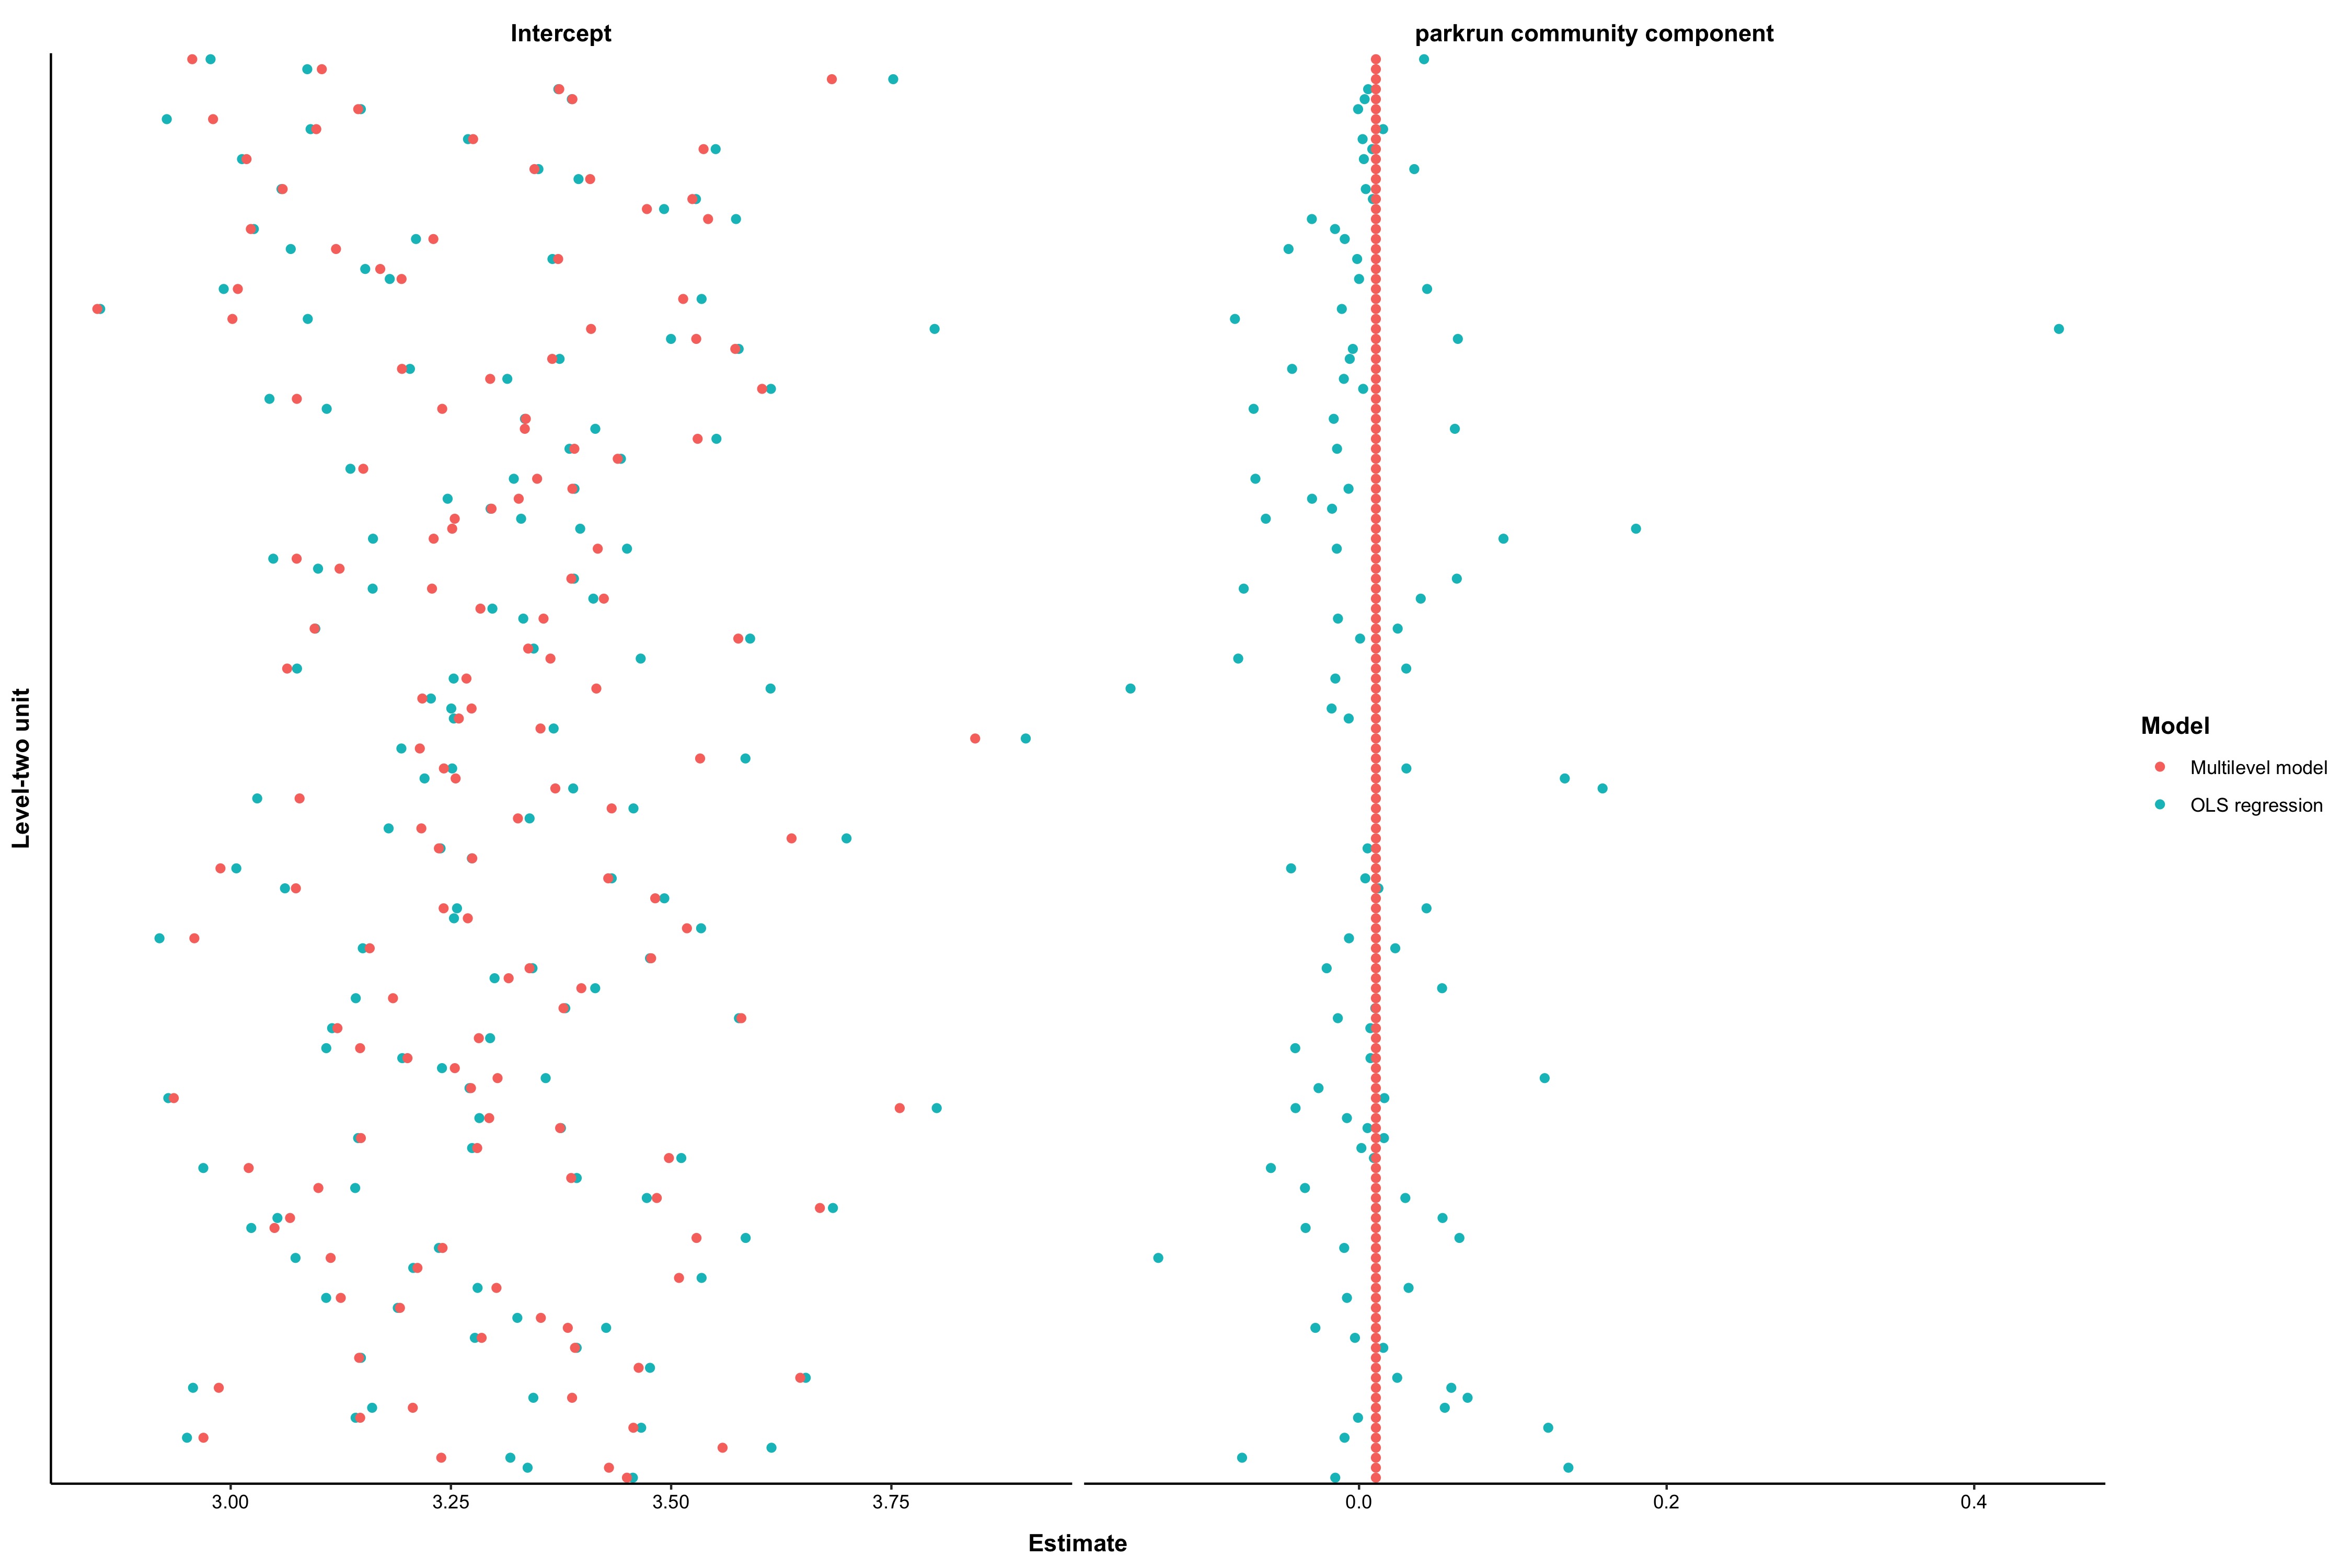 Intercept
parkrun community component
Level-two unit
Model
Multilevel model
OLS regression
3.00
3.25
3.50
3.75
0.0
0.2
0.4
Estimate